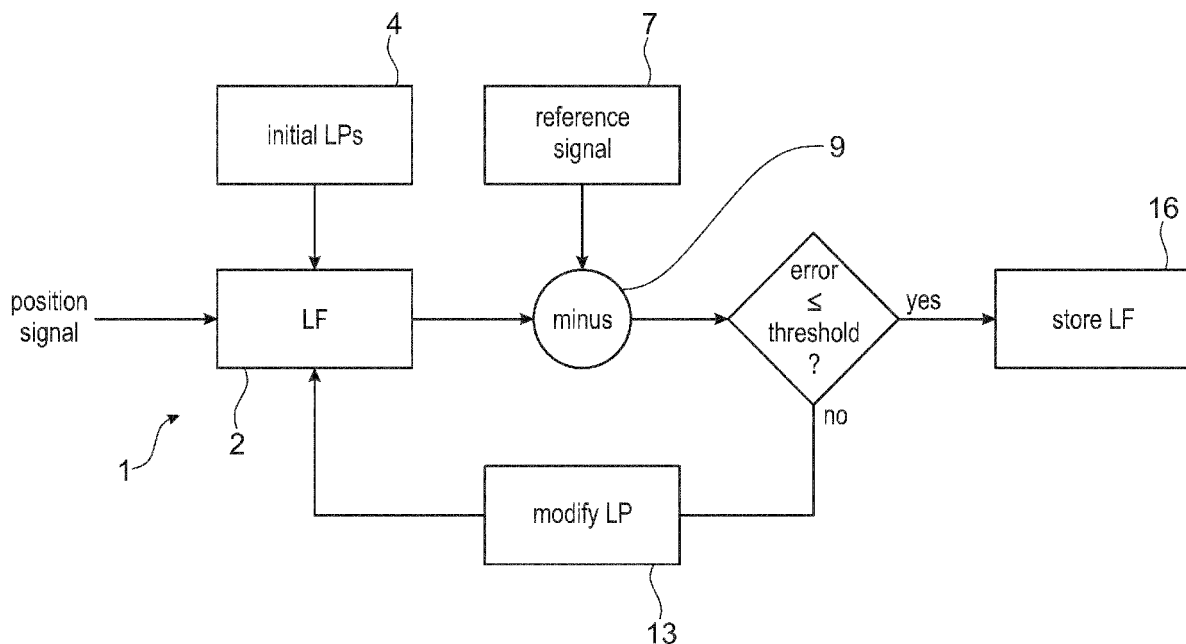 4
7
initial LPs
reference
signal
9
16
position
signal
LF
minus
error
≤
threshold
?
yes
store LF
no
1
2
modify LP
13